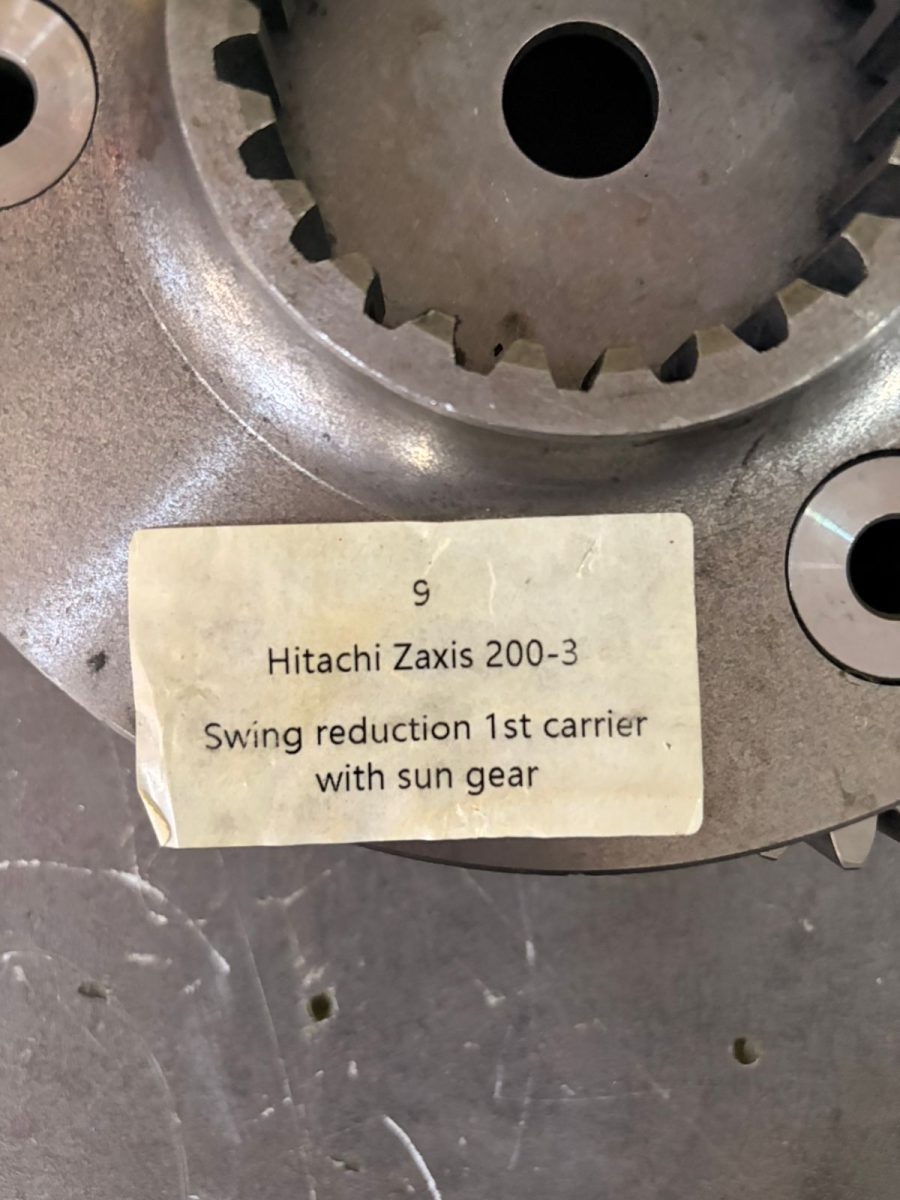 9
Hitachi Zaxis 200-3
Swing reduction 1st carrier
with sun gear